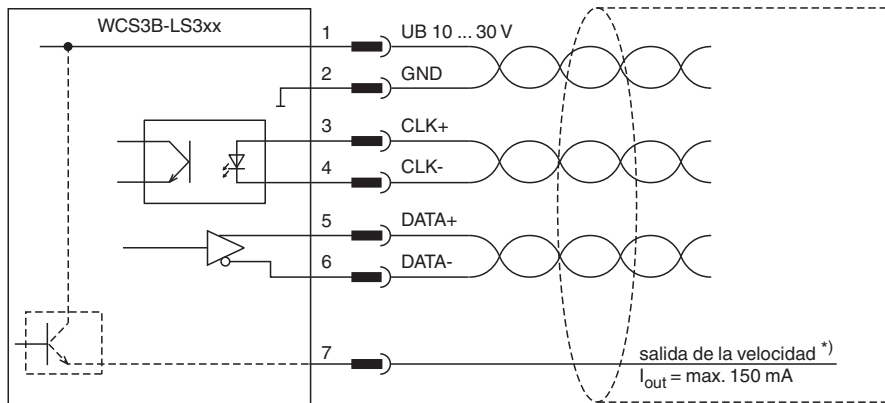 WCS3B-LS3xx
1 UB 10 ... 30 V
2 GND
3 CLK+
4 CLK-
5 DATA+
6 DATA-
7
salida de la velocidad *)
Iout = max. 150 mA